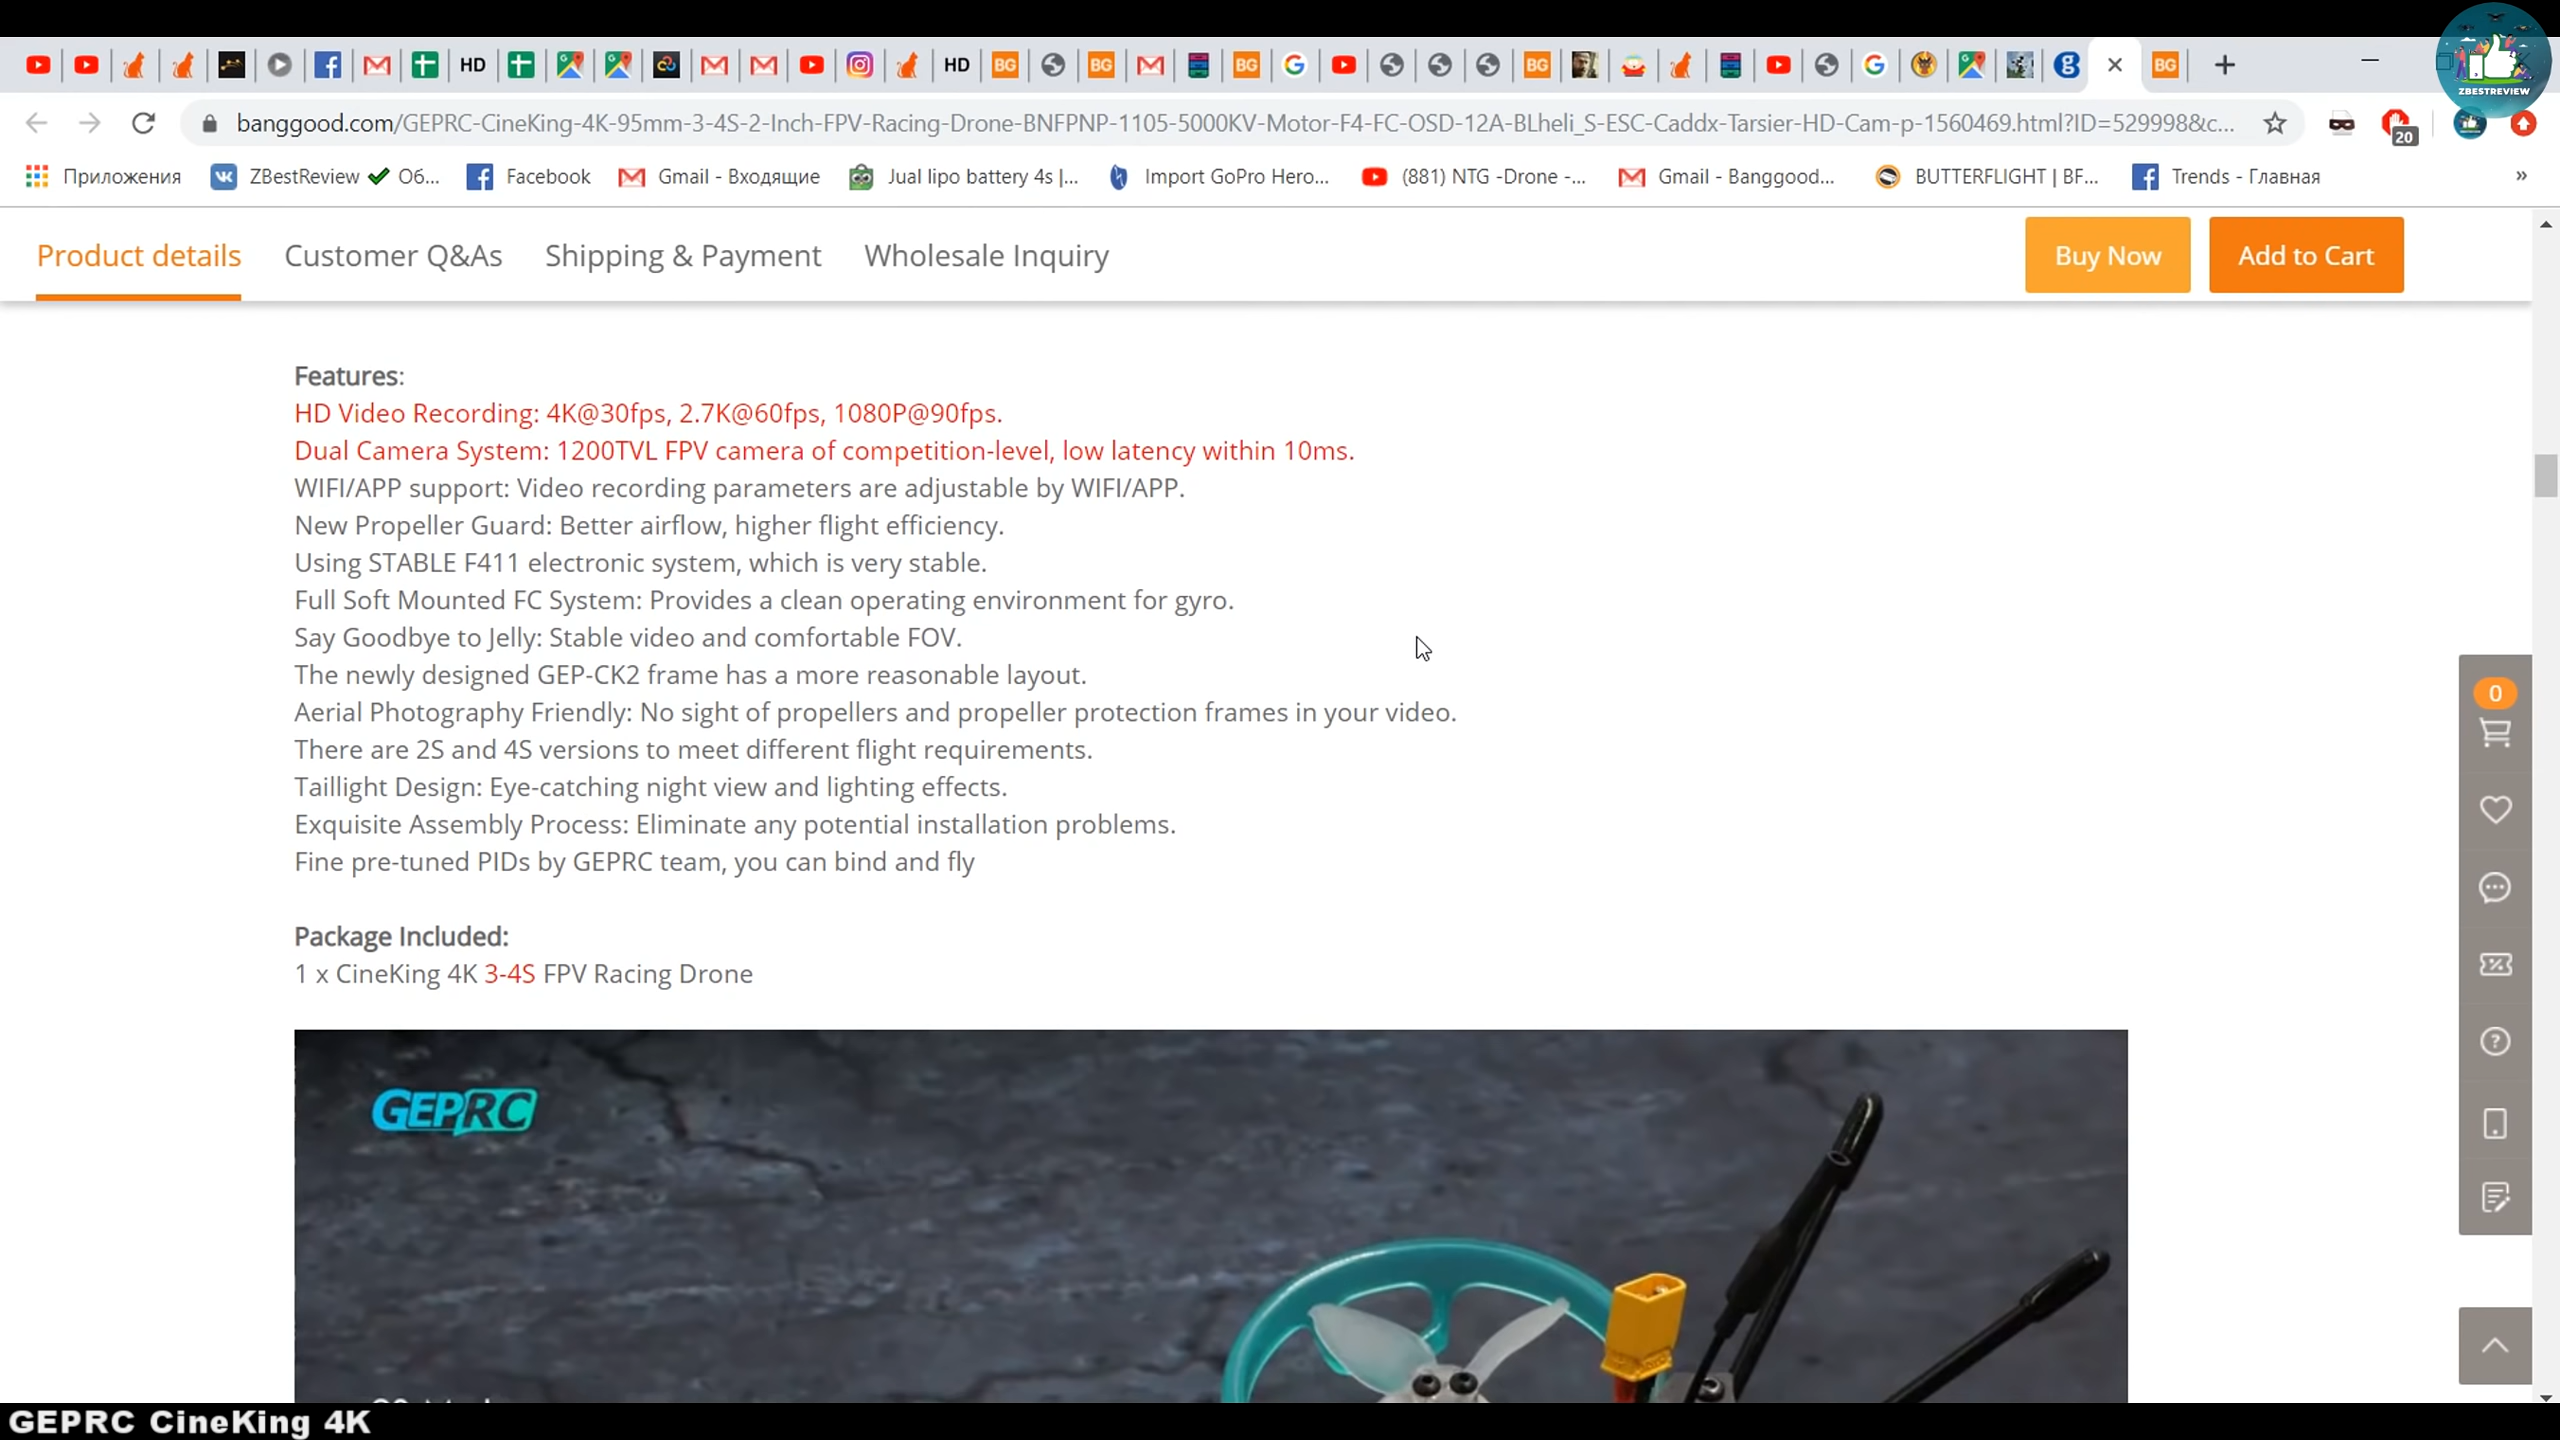 ZBESTREVIEW
HD
HD
BG
BG
BG
BG
BG
banggood.com/GEPRC-CineKing-4K-95mm-3-4S-2-Inch-FPV-Racing-Drone-BNFPNP-1105-5000KV-Motor-F4-FC-OSD-12A-BLheli_S-ESC-Caddx-Tarsier-HD-Cam-p-1560469.html?ID=529998&c...
20
Приложения
ZBestReview ✔ Об...
Facebook
Gmail - Входящие
Jual lipo battery 4s |...
Import GoPro Hero...
(881) NTG -Drone -...
Gmail - Banggood...
BUTTERFLIGHT | BF...
Trends - Главная
»
Product details
Customer Q&As
Shipping & Payment
Wholesale Inquiry
Buy Now
Add to Cart
Features:
HD Video Recording: 4K@30fps, 2.7K@60fps, 1080P@90fps.
Dual Camera System: 1200TVL FPV camera of competition-level, low latency within 10ms.
WIFI/APP support: Video recording parameters are adjustable by WIFI/APP.
New Propeller Guard: Better airflow, higher flight efficiency.
Using STABLE F411 electronic system, which is very stable.
Full Soft Mounted FC System: Provides a clean operating environment for gyro.
Say Goodbye to Jelly: Stable video and comfortable FOV.
The newly designed GEP-CK2 frame has a more reasonable layout.
Aerial Photography Friendly: No sight of propellers and propeller protection frames in your video.
There are 2S and 4S versions to meet different flight requirements.
Taillight Design: Eye-catching night view and lighting effects.
Exquisite Assembly Process: Eliminate any potential installation problems.
Fine pre-tuned PIDs by GEPRC team, you can bind and fly
0
Package Included:
1 x CineKing 4K 3-4S FPV Racing Drone
GEPRC
GEPRC CineKing 4K